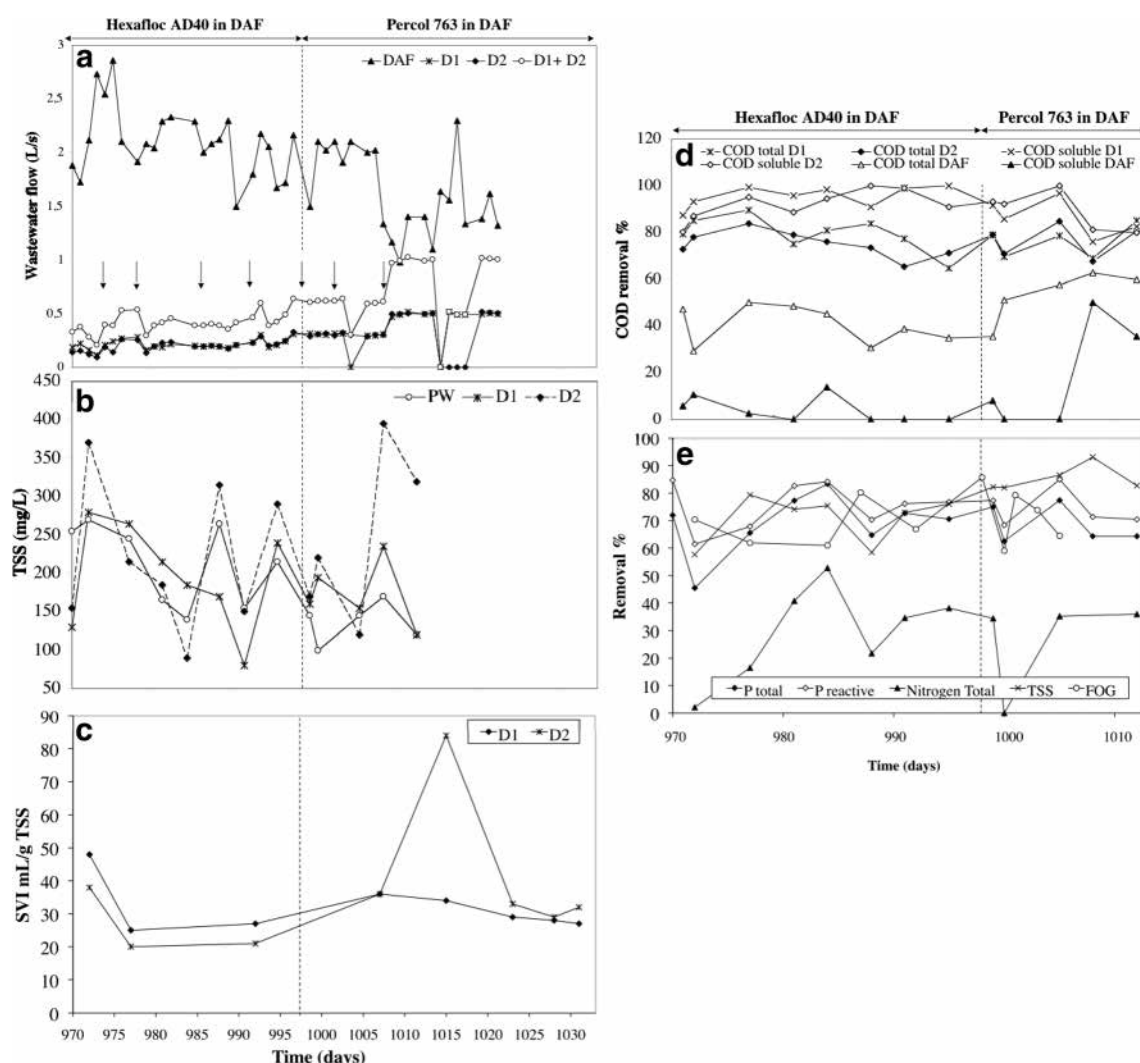 Hexafloc AD40 in DAF Percol 763 in DAF
a
DAF D1 D2 D1+ D2
Wastewater flow (L/s)
3
2.5
2
1.5
1
0.5
0
b
PW D1 D2
TSS (mg/L)
450
400
350
300
250
200
150
100
50
c
D1 D2
SVI mL/g TSS
90
80
70
60
50
40
30
20
10
0
970 975 980 985 990 995 1000 1005 1010 1015 1020 1025 1030
Time (days)
Hexafloc AD40 in DAF Percol 763 in DAF
d
COD total D1 COD total D2 COD soluble D1
COD soluble D2 COD total DAF COD soluble DAF
COD removal %
120
100
80
60
40
20
0
e
Removal %
100
90
80
70
60
50
40
30
20
10
0
P total P reactive Nitrogen Total TSS FOG
970 980 990 1000 1010
Time (days)